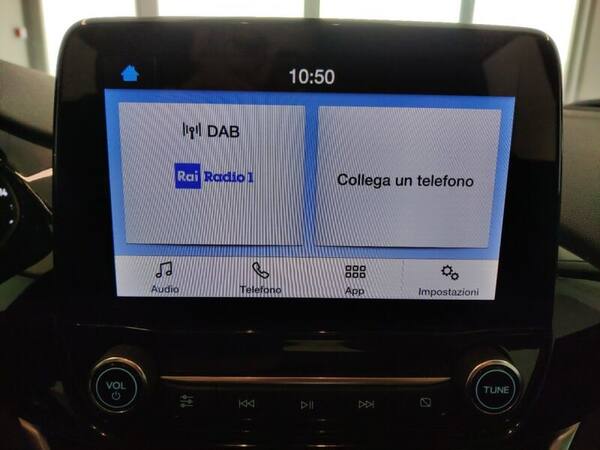 10:50
DAB
Rai Radio 1
Collega un telefono
Audio
Telefono
App
Impostazioni
VOL
TUNE